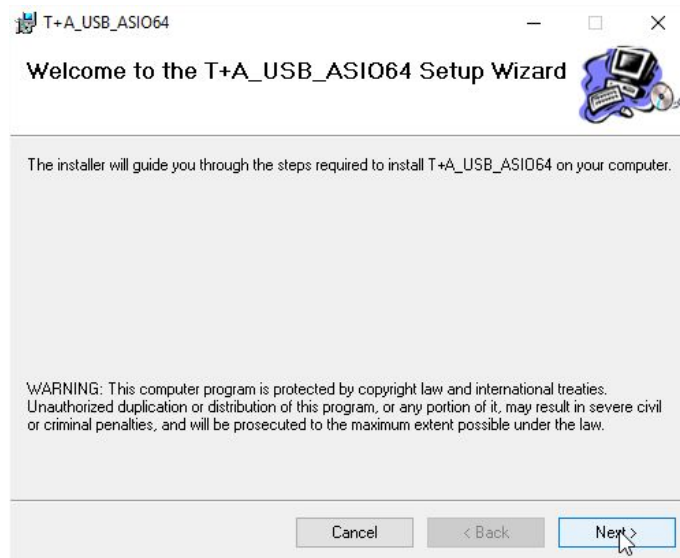 T+A_USB_ASIO64
Welcome to the T+A_USB_ASIO64 Setup Wizard
The installer will guide you through the steps required to install T+A_USB_ASIO64 on your computer.
WARNING: This computer program is protected by copyright law and international treaties.
Unauthorized duplication or distribution of this program, or any portion of it, may result in severe civil
or criminal penalties, and will be prosecuted to the maximum extent possible under the law.
Cancel < Back Next >